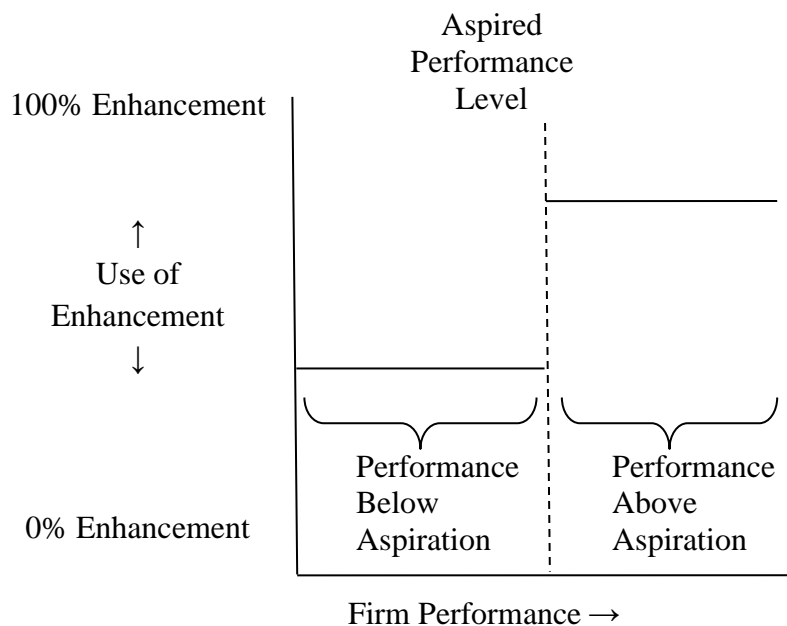 Aspired
Performance
Level
100% Enhancement
↑
Use of
Enhancement
↓
Performance
Below
Aspiration
Performance
Above
Aspiration
0% Enhancement
Firm Performance →